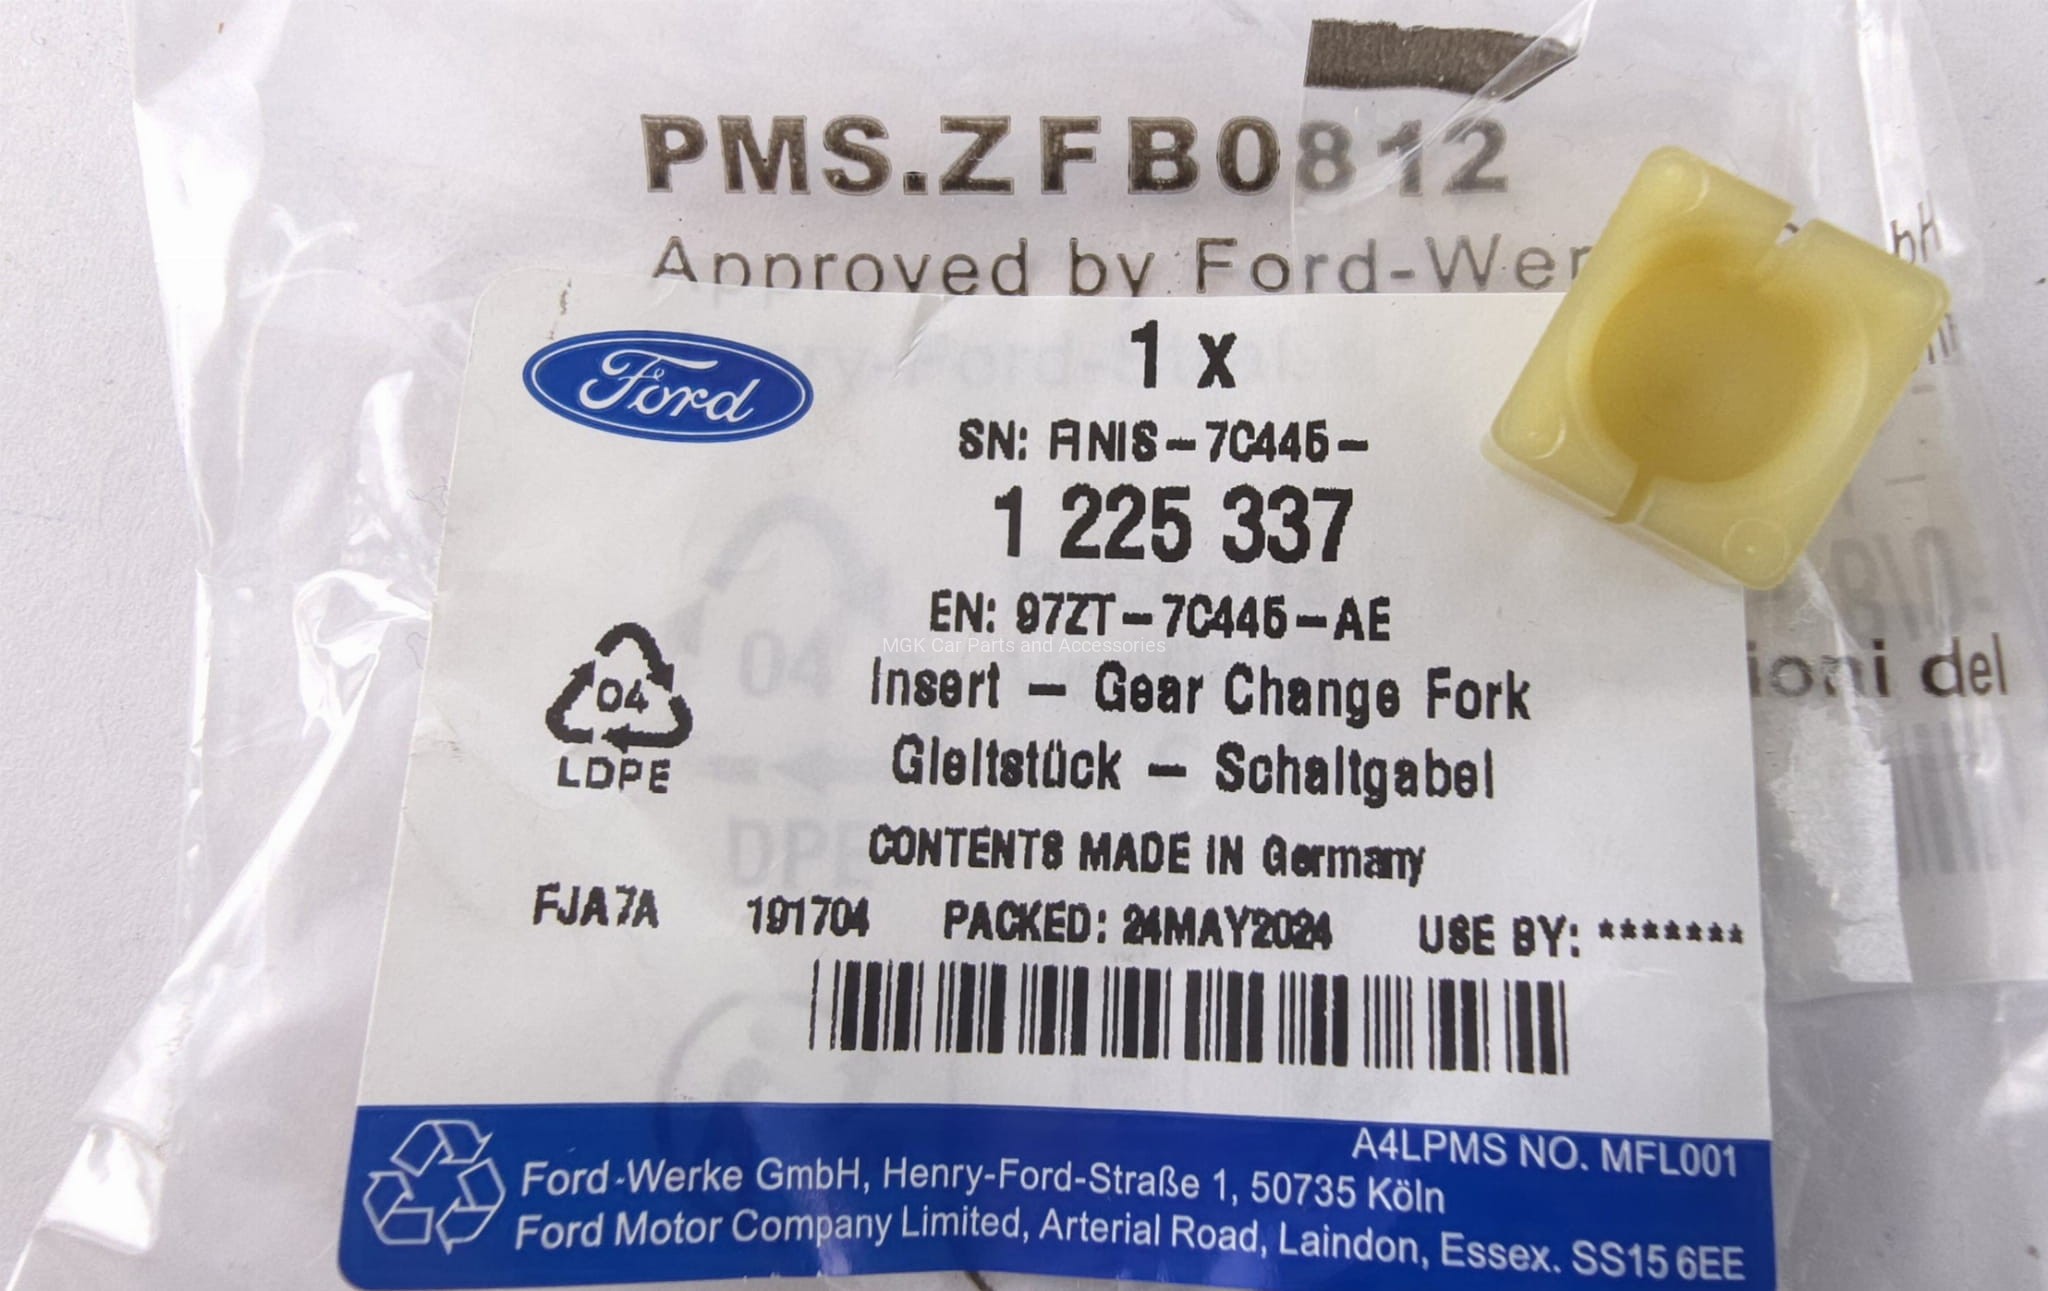 PMS.ZFB0812
Approved by Ford-Wer
bH
Ford
1 x
SN: FINIS-7C445-
1 225 337
EN: 97ZT-7C445-AE
MGK Car Parts and Accessories
Insert - Gear Change Fork
Gleitstück - Schaltgabel
ioni del
04
LDPE
CONTENTS MADE IN Germany
FJA7A 191704 PACKED: 24MAY2024 USE BY: *******
A4LPMS NO. MFL001
Ford-Werke GmbH, Henry-Ford-Straße 1, 50735 Köln
Ford Motor Company Limited, Arterial Road, Laindon, Essex. SS15 6EE